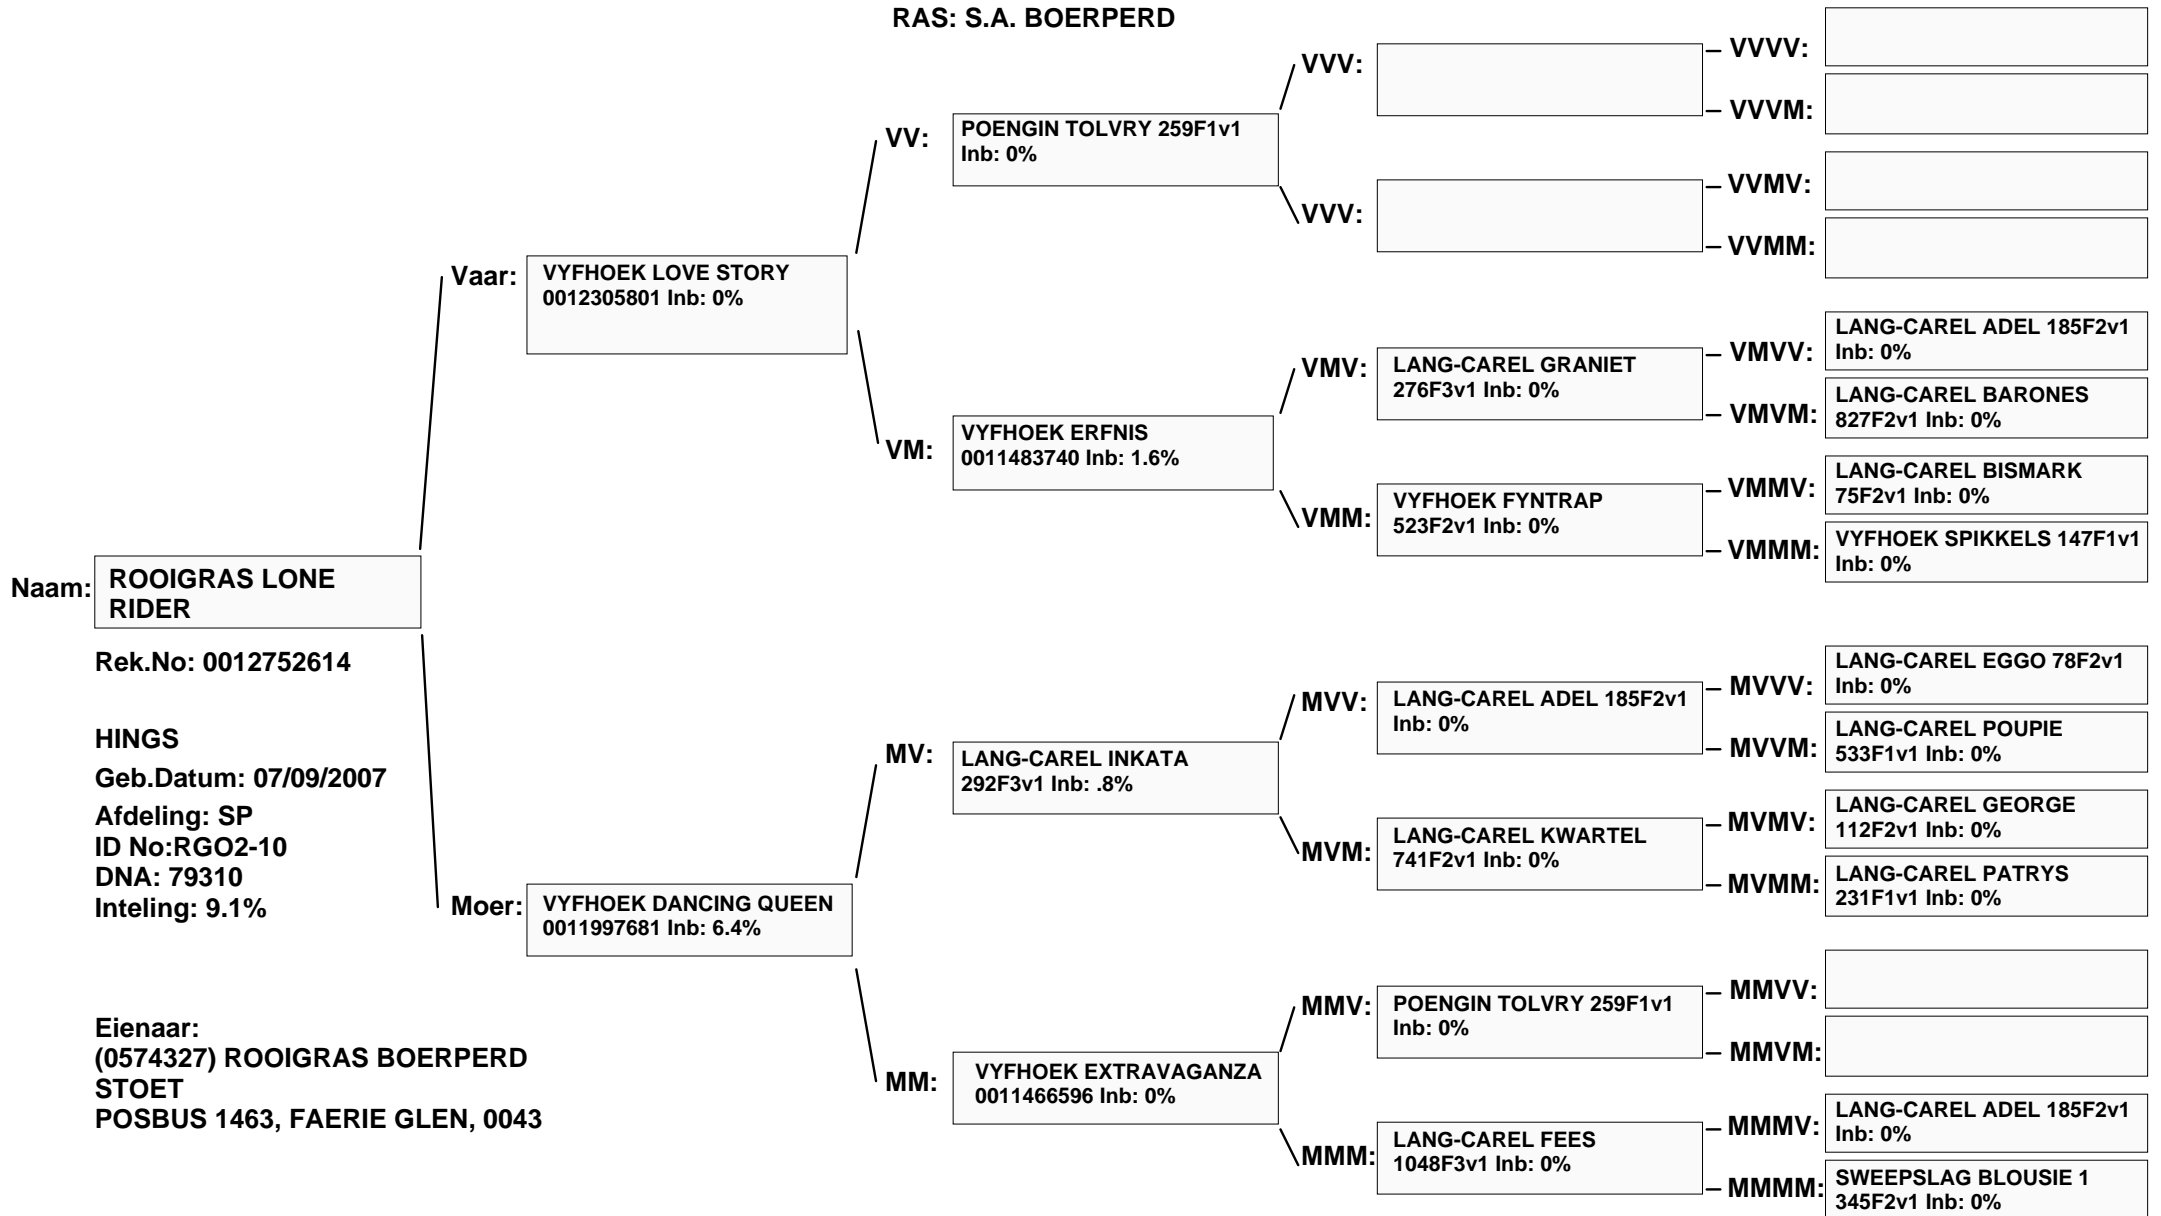 RAS: S.A. BOERPERD
Naam:
ROOIGRAS LONE
RIDER
Rek.No: 0012752614
HINGS
Geb.Datum: 07/09/2007
Afdeling: SP
ID No:RGO2-10
DNA: 79310
Inteling: 9.1%
Eienaar:
(0574327) ROOIGRAS BOERPERD
STOET
POSBUS 1463, FAERIE GLEN, 0043
Vaar:
VYFHOEK LOVE STORY
0012305801 Inb: 0%
Moer:
VYFHOEK DANCING QUEEN
0011997681 Inb: 6.4%
VV:
POENGIN TOLVRY 259F1v1
Inb: 0%
VM:
VYFHOEK ERFNIS
0011483740 Inb: 1.6%
MV:
LANG-CAREL INKATA
292F3v1 Inb: .8%
MM:
VYFHOEK EXTRAVAGANZA
0011466596 Inb: 0%
VVV:
VVV:
VMV:
LANG-CAREL GRANIET
276F3v1 Inb: 0%
VMM:
VYFHOEK FYNTRAP
523F2v1 Inb: 0%
MVV:
LANG-CAREL ADEL 185F2v1
Inb: 0%
MVM:
LANG-CAREL KWARTEL
741F2v1 Inb: 0%
MMV:
POENGIN TOLVRY 259F1v1
Inb: 0%
MMM:
LANG-CAREL FEES
1048F3v1 Inb: 0%
– VVVV:
– VVVM:
– VVMV:
– VVMM:
– VMVV:
LANG-CAREL ADEL 185F2v1
Inb: 0%
– VMVM:
LANG-CAREL BARONES
827F2v1 Inb: 0%
– VMMV:
LANG-CAREL BISMARK
75F2v1 Inb: 0%
– VMMM:
VYFHOEK SPIKKELS 147F1v1
Inb: 0%
– MVVV:
LANG-CAREL EGGO 78F2v1
Inb: 0%
– MVVM:
LANG-CAREL POUPIE
533F1v1 Inb: 0%
– MVMV:
LANG-CAREL GEORGE
112F2v1 Inb: 0%
– MVMM:
LANG-CAREL PATRYS
231F1v1 Inb: 0%
– MMVV:
– MMVM:
– MMMV:
LANG-CAREL ADEL 185F2v1
Inb: 0%
– MMMM:
SWEEPSLAG BLOUSIE 1
345F2v1 Inb: 0%